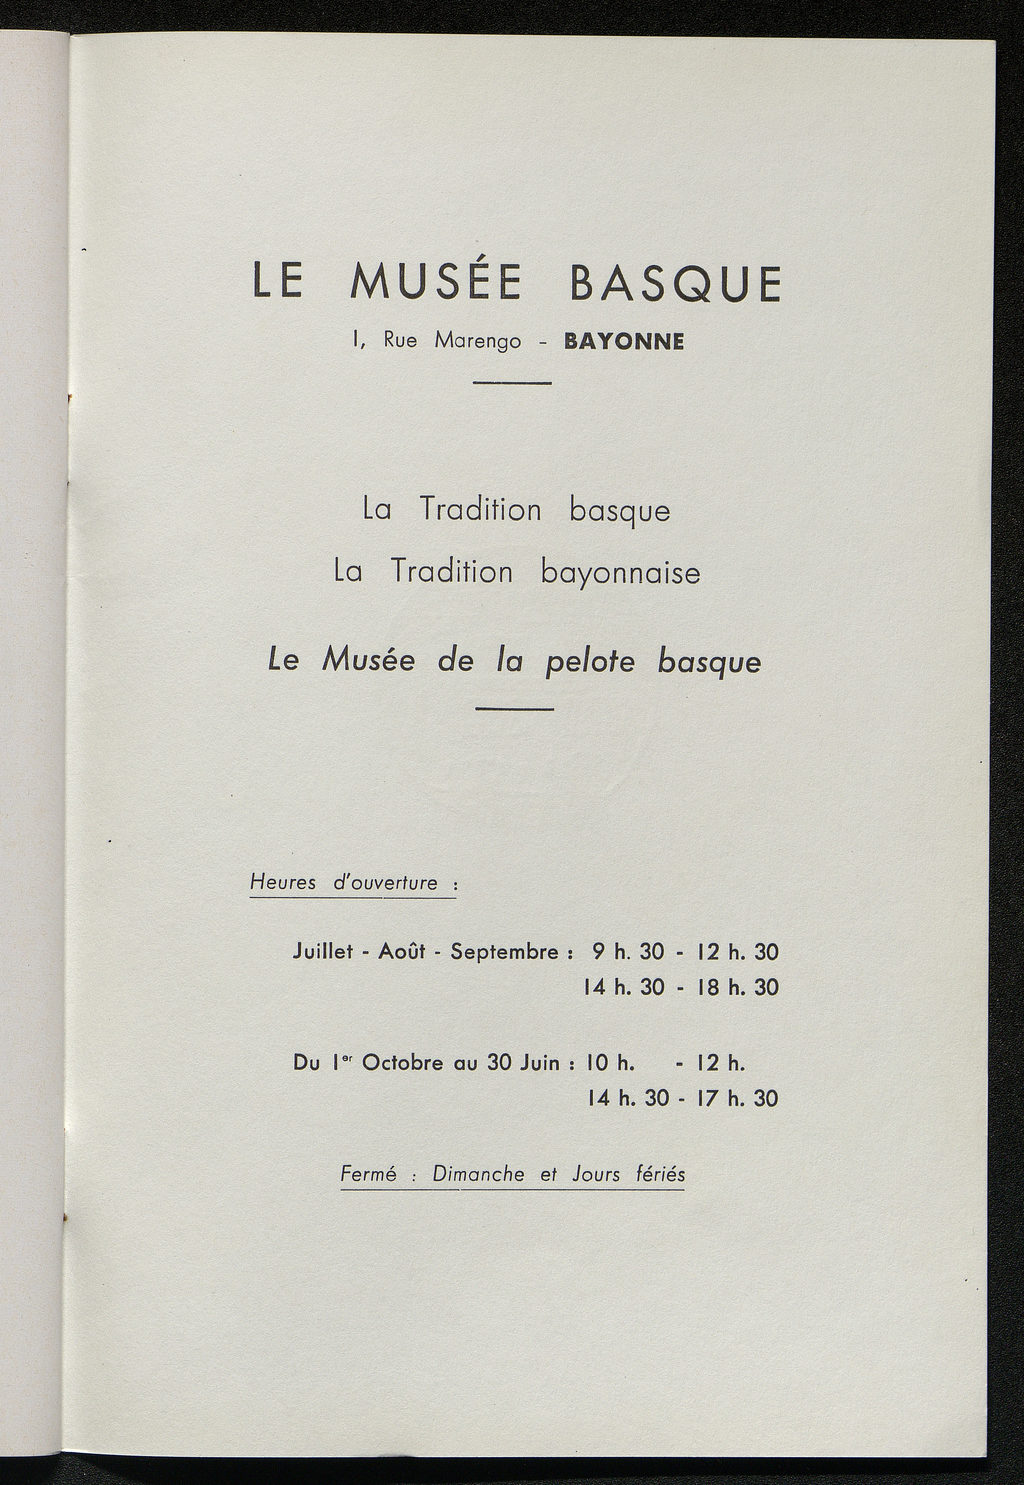 LE MUSÉE BASQUE
1, Rue Marengo - BAYONNE
La Tradition basque
La Tradition bayonnaise
Le Musée de la pelote basque
Heures d'ouverture :
Juillet - Août - Septembre : 9 h. 30 - 12 h. 30
14 h. 30 - 18 h. 30
Du 1er Octobre au 30 Juin : 10 h. - 12 h.
14 h. 30 - 17 h. 30
Fermé : Dimanche et Jours fériés